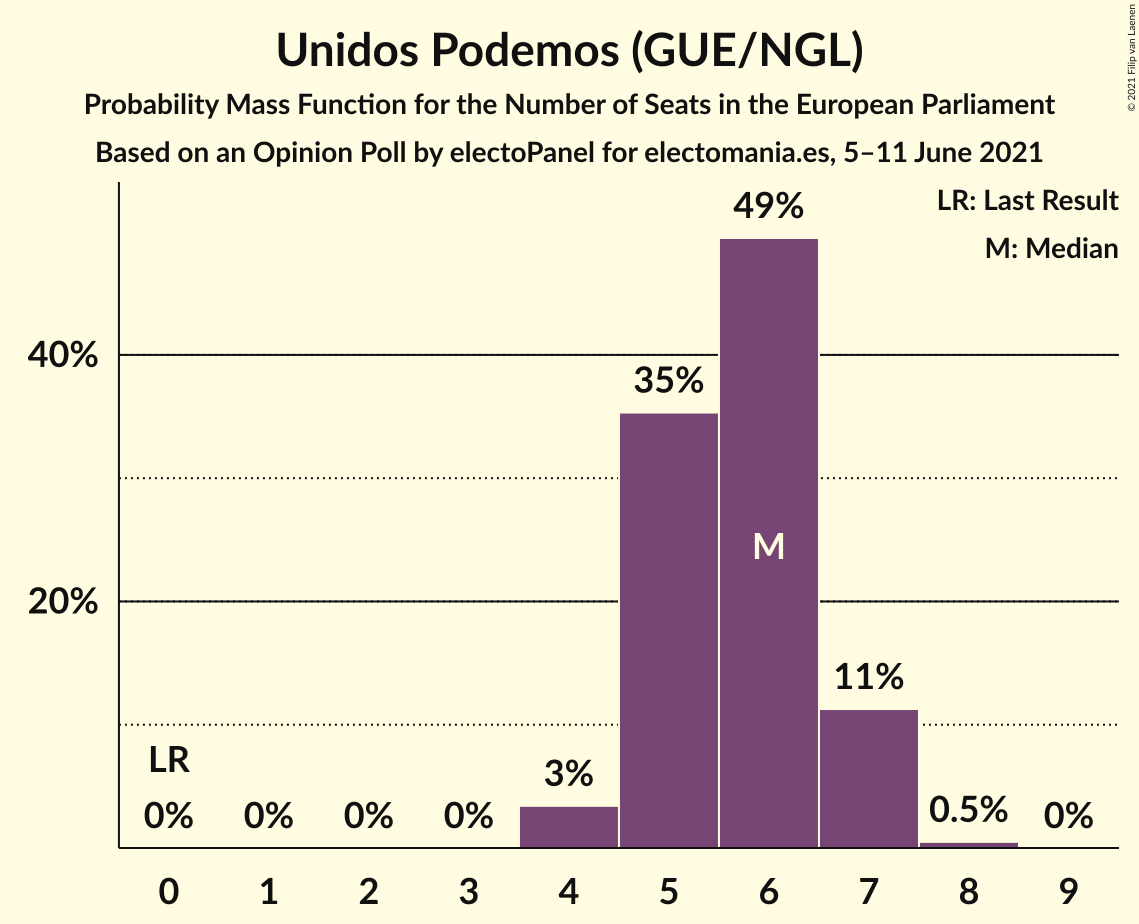 Unidos Podemos (GUE/NGL)
Probability Mass Function for the Number of Seats in the European Parliament
Based on an Opinion Poll by electoPanel for electomania.es, 5–11 June 2021
© 2021 Filip van Laenen
LR: Last Result
M: Median
49%
40%
35%
M
20%
11%
LR
3%
0.5%
0% 0% 0% 0% 0%
0 1 2 3 4 5 6 7 8 9